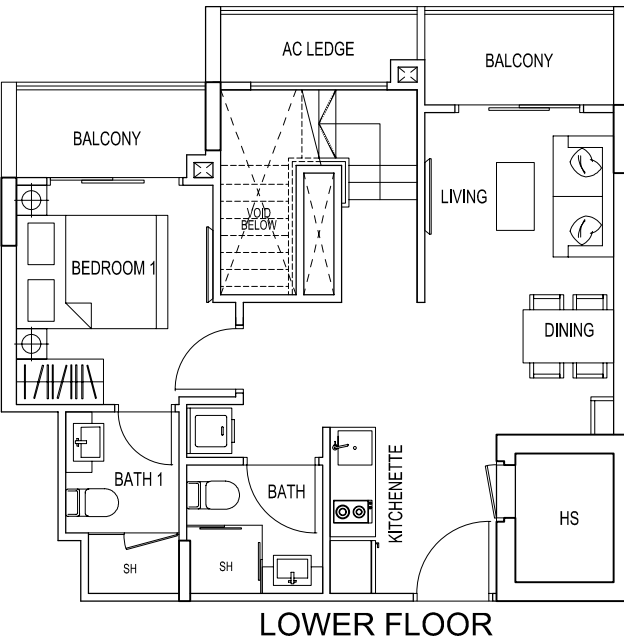 AC LEDGE
BALCONY
BALCONY
LIVING
VOID
BELOW
BEDROOM 1
DINING
KITCHENETTE
BATH 1
BATH
HS
SH
SH
LOWER FLOOR